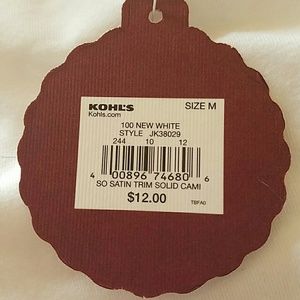 KOHL'S SIZE M
Kohls.com
100 NEW WHITE
STYLE JK38029
244 10 12
4 00896 74680 6
SO SATIN TRIM SOLID CAMI
$12.00
TBFA0